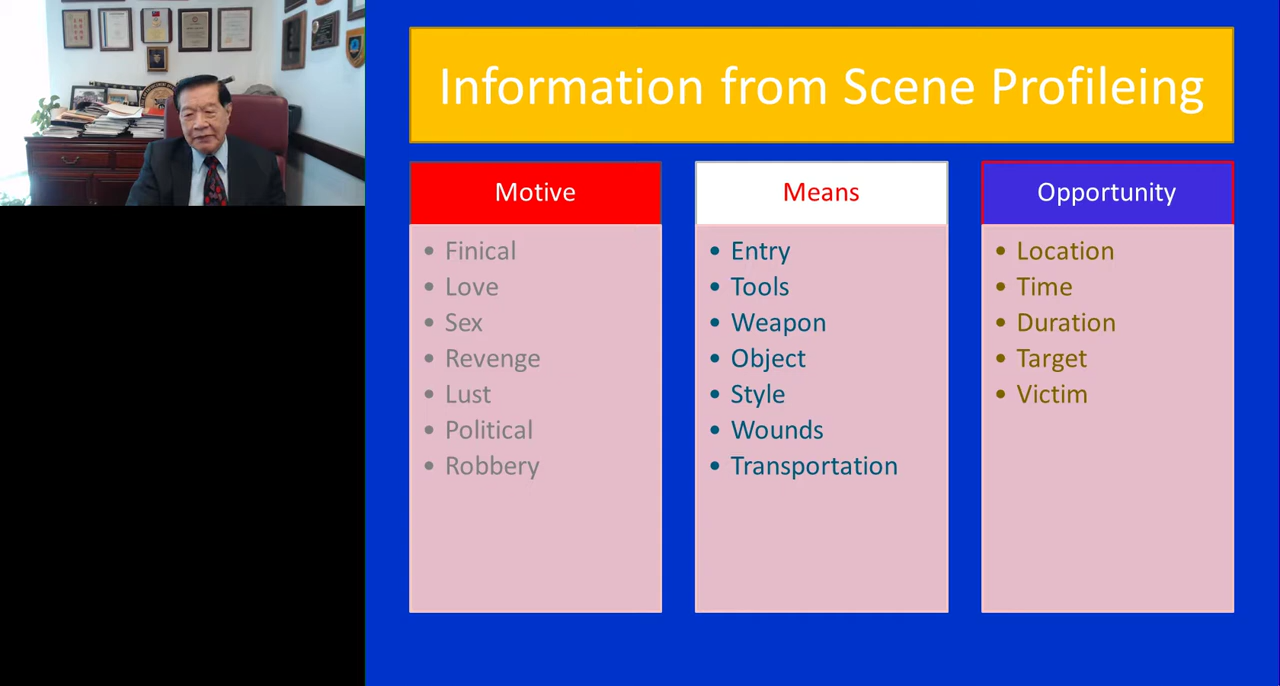 Information from Scene Profileing
Motive
• Finical
• Love
• Sex
• Revenge
• Lust
• Political
• Robbery
Means
• Entry
• Tools
• Weapon
• Object
• Style
• Wounds
• Transportation
Opportunity
• Location
• Time
• Duration
• Target
• Victim